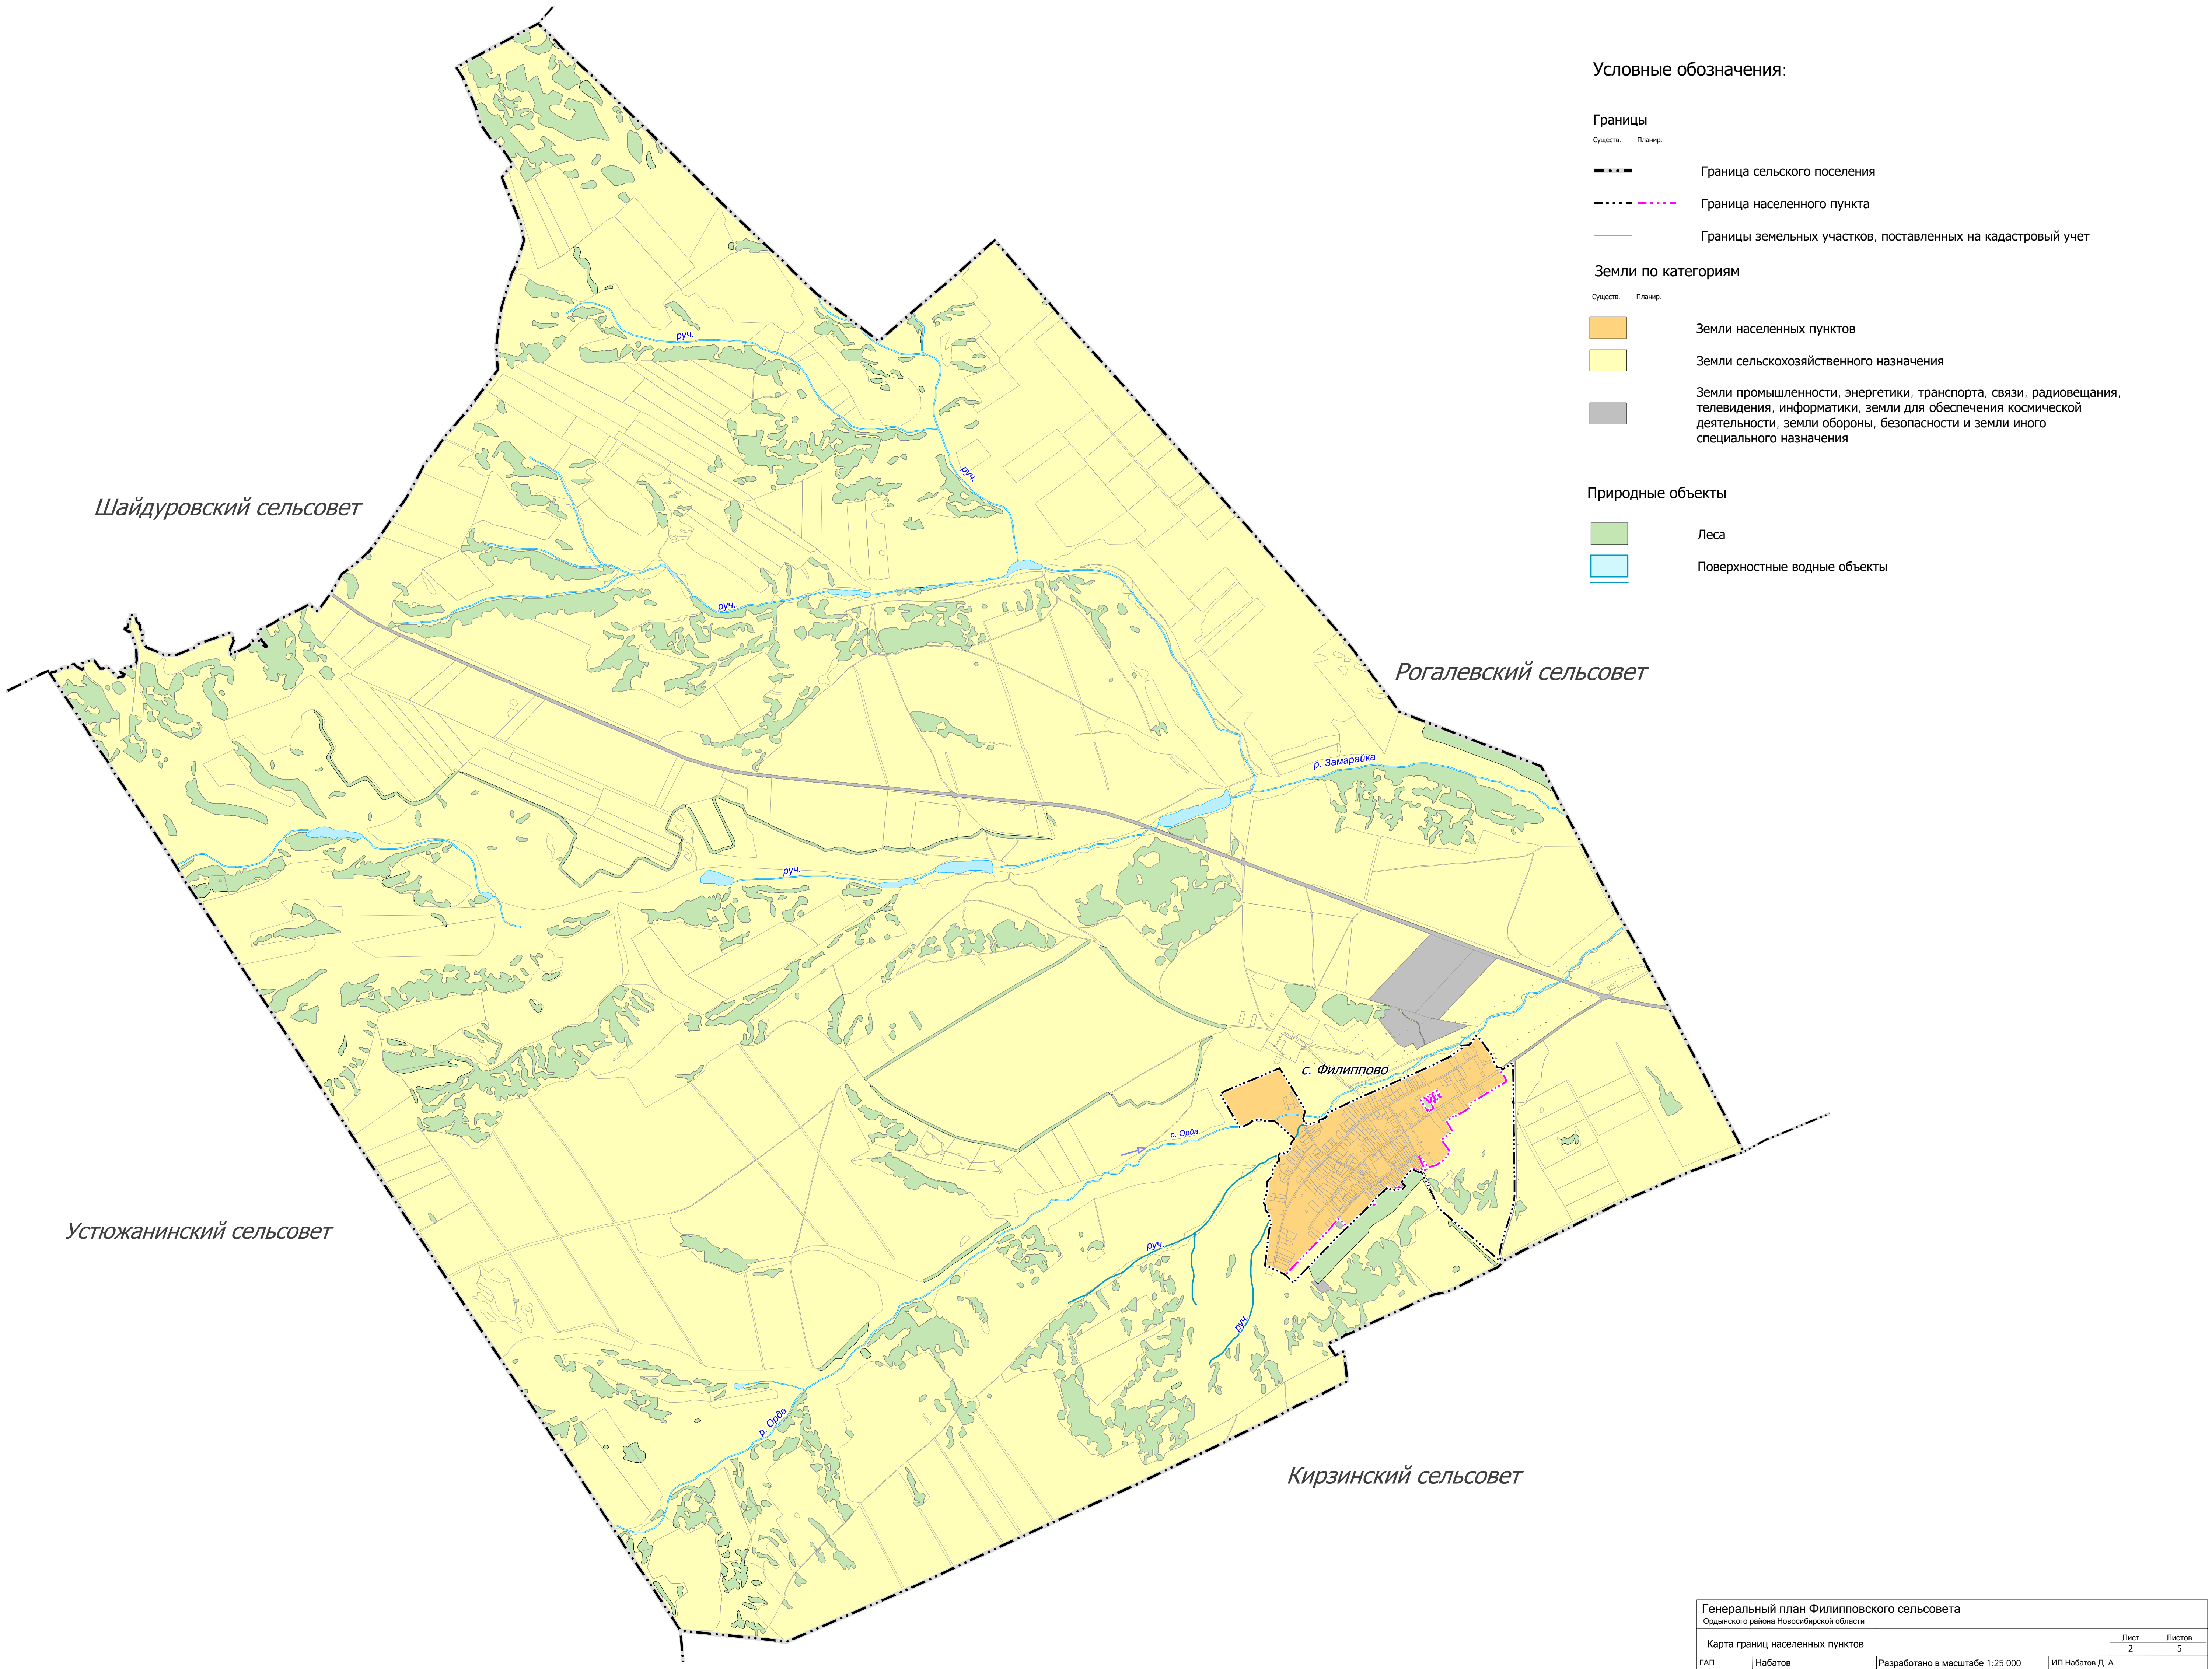 Условные обозначения:
Границы
Существ. Планир.
Граница сельского поселения
Граница населенного пункта
Границы земельных участков, поставленных на кадастровый учет
Земли по категориям
Существ. Планир.
Земли населенных пунктов
Земли сельскохозяйственного назначения
Земли промышленности, энергетики, транспорта, связи, радиовещания,
телевидения, информатики, земли для обеспечения космической
деятельности, земли обороны, безопасности и земли иного
специального назначения
Природные объекты
Леса
Поверхностные водные объекты
руч.
руч.
Шайдуровский сельсовет
руч.
Рогалевский сельсовет
р. Замарайка
руч.
с. Филиппово
р. Орда
Устюжанинский сельсовет
руч.
руч.
р. Орда
Кирзинский сельсовет
Генеральный план Филипповского сельсовета
Ордынского района Новосибирской области
Карта границ населенных пунктов
Лист Листов
2 5
ГАП Набатов Разработано в масштабе 1:25 000 ИП Набатов Д. А.